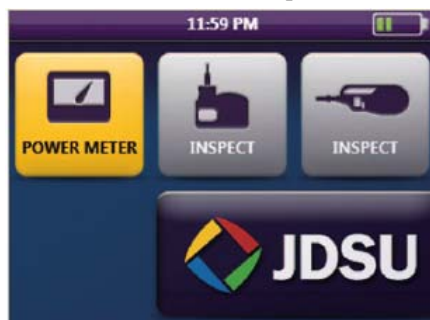 11:59 PM
POWER METER
INSPECT
INSPECT
JDSU